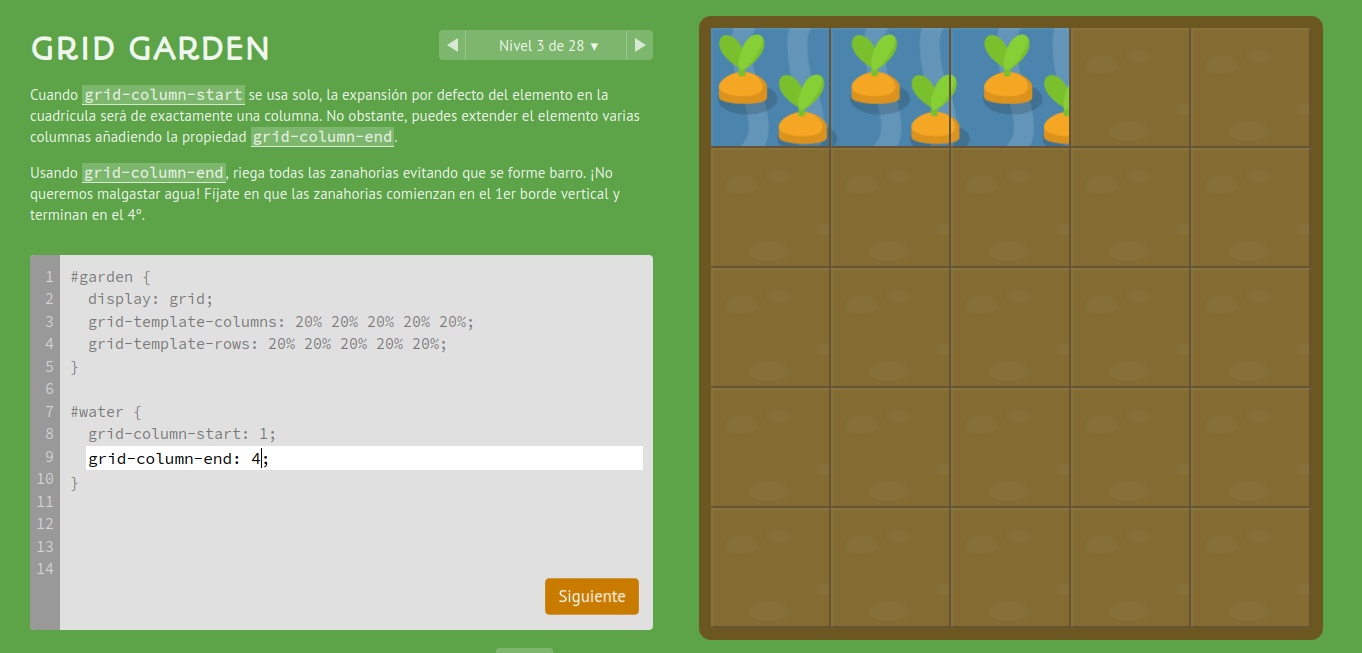 GRID GARDEN
◀ Nivel 3 de 28 ▾ ▶
Cuando grid-column-start se usa solo, la expansión por defecto del elemento en la
cuadrícula será de exactamente una columna. No obstante, puedes extender el elemento varias
columnas añadiendo la propiedad grid-column-end.
Usando grid-column-end, riega todas las zanahorias evitando que se forme barro. ¡No
queremos malgastar agua! Fíjate en que las zanahorias comienzan en el 1er borde vertical y
terminan en el 4º.
1 #garden {
2 display: grid;
3 grid-template-columns: 20% 20% 20% 20% 20%;
4 grid-template-rows: 20% 20% 20% 20% 20%;
5 }
6
7 #water {
8 grid-column-start: 1;
9 grid-column-end: 4;
10 }
11
12
13
14
Siguiente